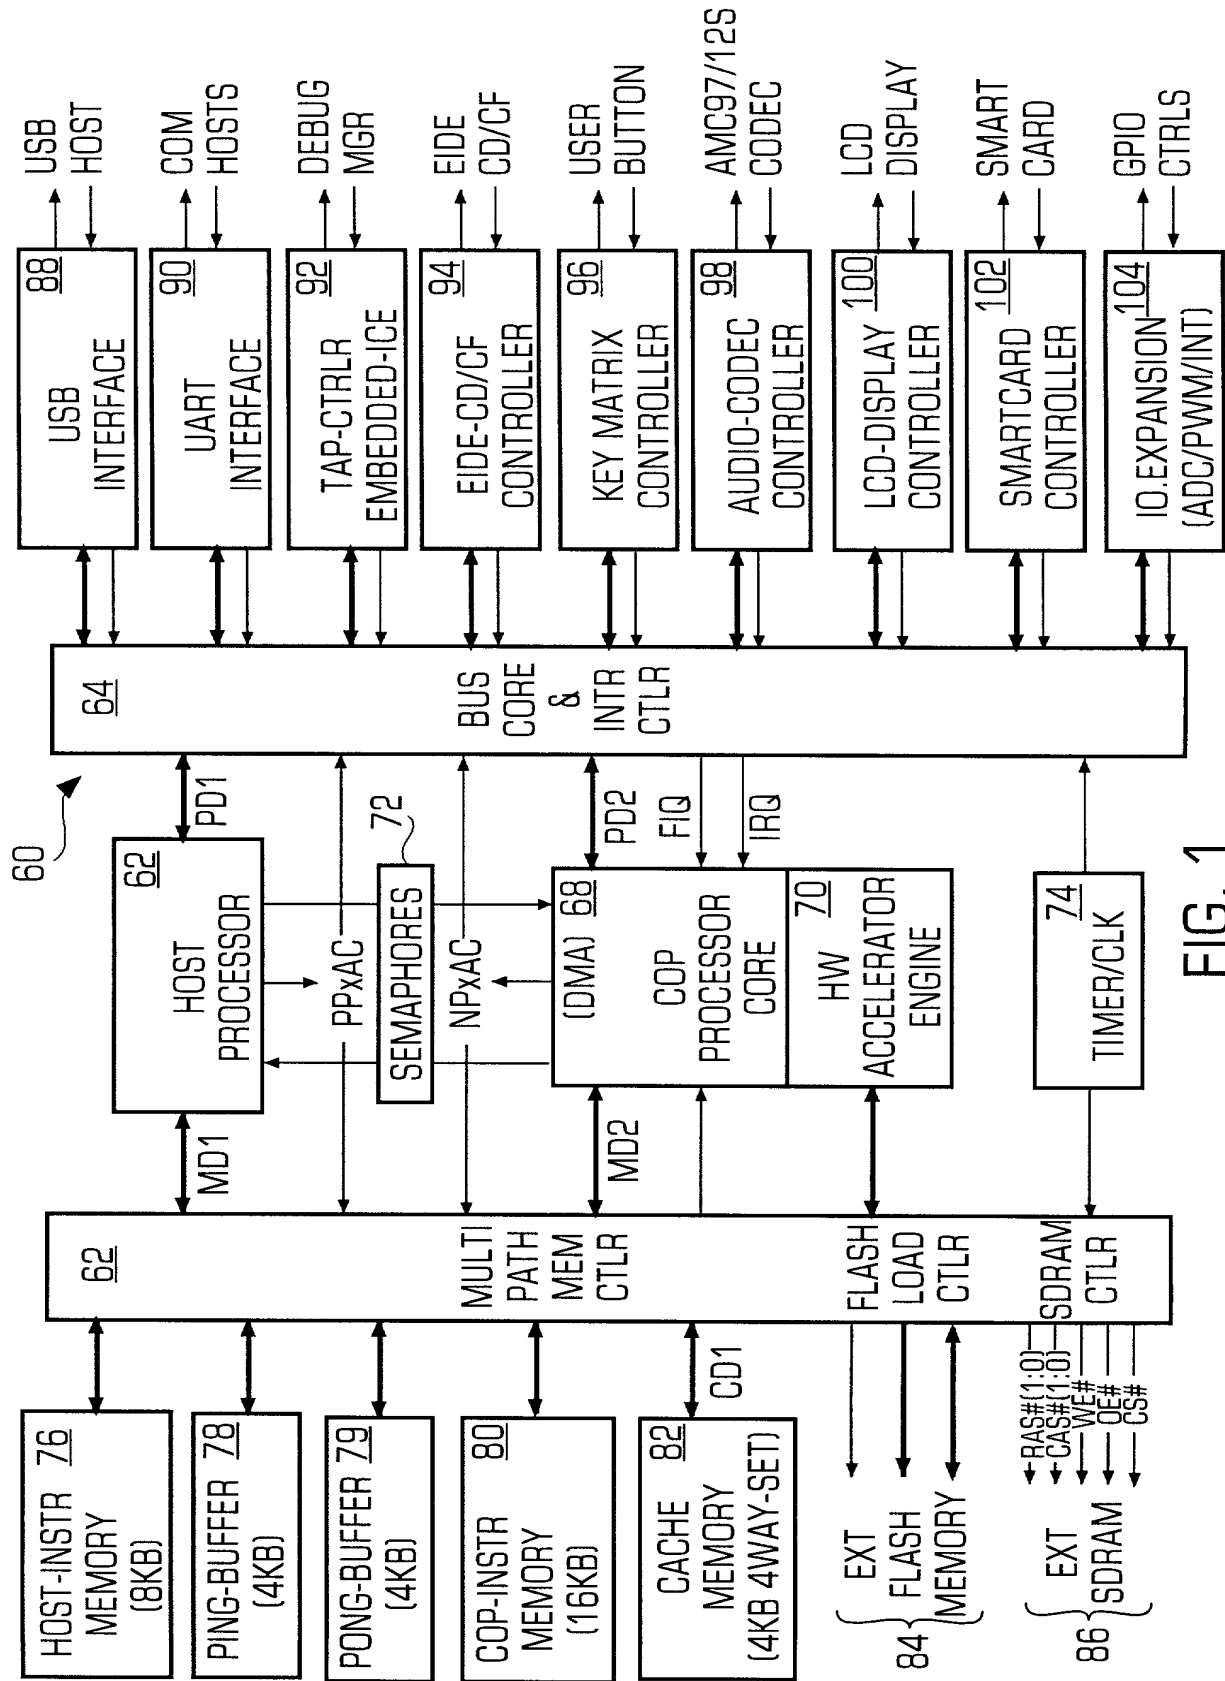 60
HOST-INSTR
MEMORY
(8KB)
76
PING-BUFFER
(4KB)
78
PONG-BUFFER
(4KB)
79
COP-INSTR
MEMORY
(16KB)
80
CACHE
MEMORY
(4KB 4WAY-SET)
82
CD1
EXT
FLASH
MEMORY
84
EXT
SDRAM
86
RAS#(1:0)
CAS#(1:0)
WE#
OE#
CS#
62
MULTI
PATH
MEM
CTLR
FLASH
LOAD
CTLR
SDRAM
CTLR
MD1
MD2
HOST
PROCESSOR
62
PPxAC
SEMAPHORES
72
NPxAC
(DMA) 68
COP
PROCESSOR
CORE
HW
ACCELERATOR
ENGINE
70
TIMER/CLK
74
PD1
PD2
FIQ
IRQ
64
BUS
CORE
&
INTR
CTLR
USB
INTERFACE
88
USB
HOST
UART
INTERFACE
90
COM
HOSTS
TAP-CTRLR
EMBEDDED-ICE
92
DEBUG
MGR
EIDE-CD/CF
CONTROLLER
94
EIDE
CD/CF
KEY MATRIX
CONTROLLER
96
USER
BUTTON
AUDIO-CODEC
CONTROLLER
98
AMC97/12S
CODEC
LCD-DISPLAY
CONTROLLER
100
LCD
DISPLAY
SMARTCARD
CONTROLLER
102
SMART
CARD
IO.EXPANSION
(ADC/PWM/INT)
104
GPIO
CTRLS
FIG. 1